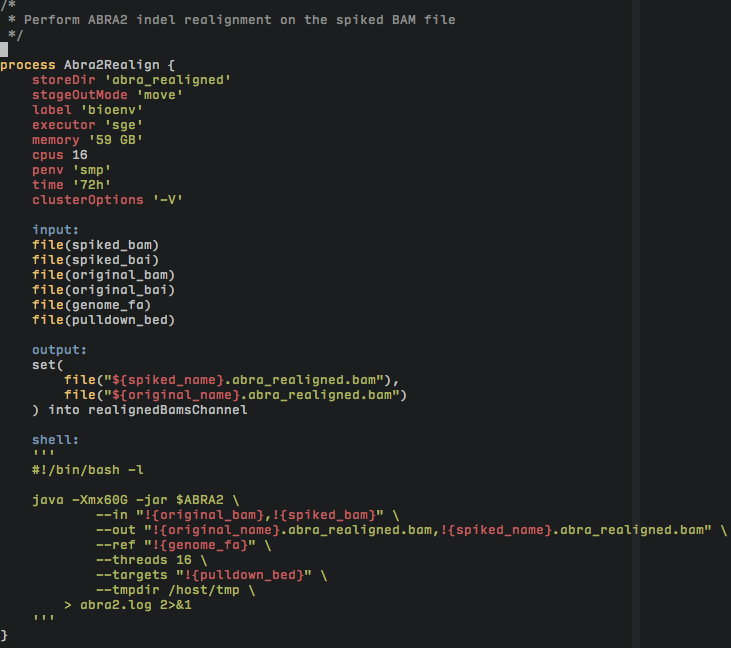 /*
 * Perform ABRA2 indel realignment on the spiked BAM file
 */

process Abra2Realign {
    storeDir 'abra_realigned'
    stageOutMode 'move'
    label 'bioenv'
    executor 'sge'
    memory '59 GB'
    cpus 16
    penv 'smp'
    time '72h'
    clusterOptions '-V'

    input:
    file(spiked_bam)
    file(spiked_bai)
    file(original_bam)
    file(original_bai)
    file(genome_fa)
    file(pulldown_bed)

    output:
    set(
        file("${spiked_name}.abra_realigned.bam"),
        file("${original_name}.abra_realigned.bam")
    ) into realignedBamsChannel

    shell:
    '''
    #!/bin/bash -l

    java -Xmx60G -jar $ABRA2 \
            --in "!{original_bam},!{spiked_bam}" \
            --out "!{original_name}.abra_realigned.bam,!{spiked_name}.abra_realigned.bam" \
            --ref "!{genome_fa}" \
            --threads 16 \
            --targets "!{pulldown_bed}" \
            --tmpdir /host/tmp \
        > abra2.log 2>&1
    '''
}